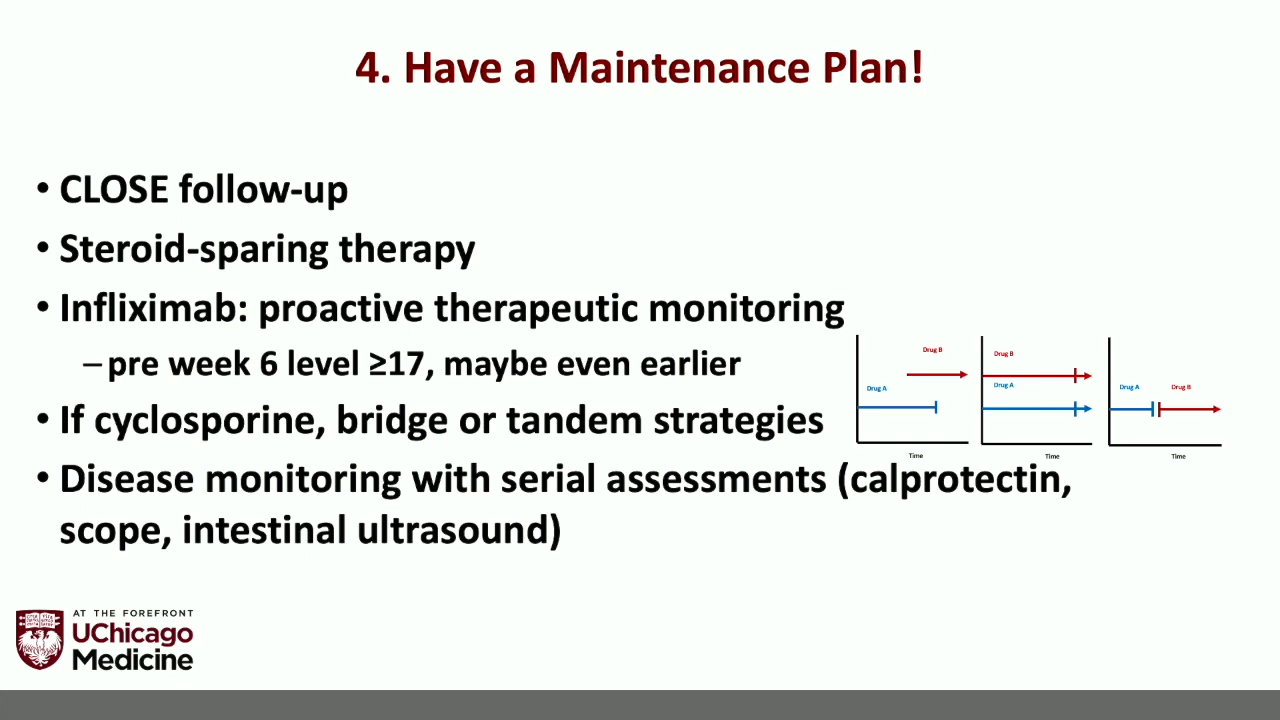 4. Have a Maintenance Plan!
• CLOSE follow-up
• Steroid-sparing therapy
• Infliximab: proactive therapeutic monitoring
– pre week 6 level ≥17, maybe even earlier
• If cyclosporine, bridge or tandem strategies
Drug B
Drug A
Time
Drug B
Drug A
Time
Drug A
Drug B
Time
• Disease monitoring with serial assessments (calprotectin,
scope, intestinal ultrasound)
AT THE FOREFRONT
UChicago
Medicine